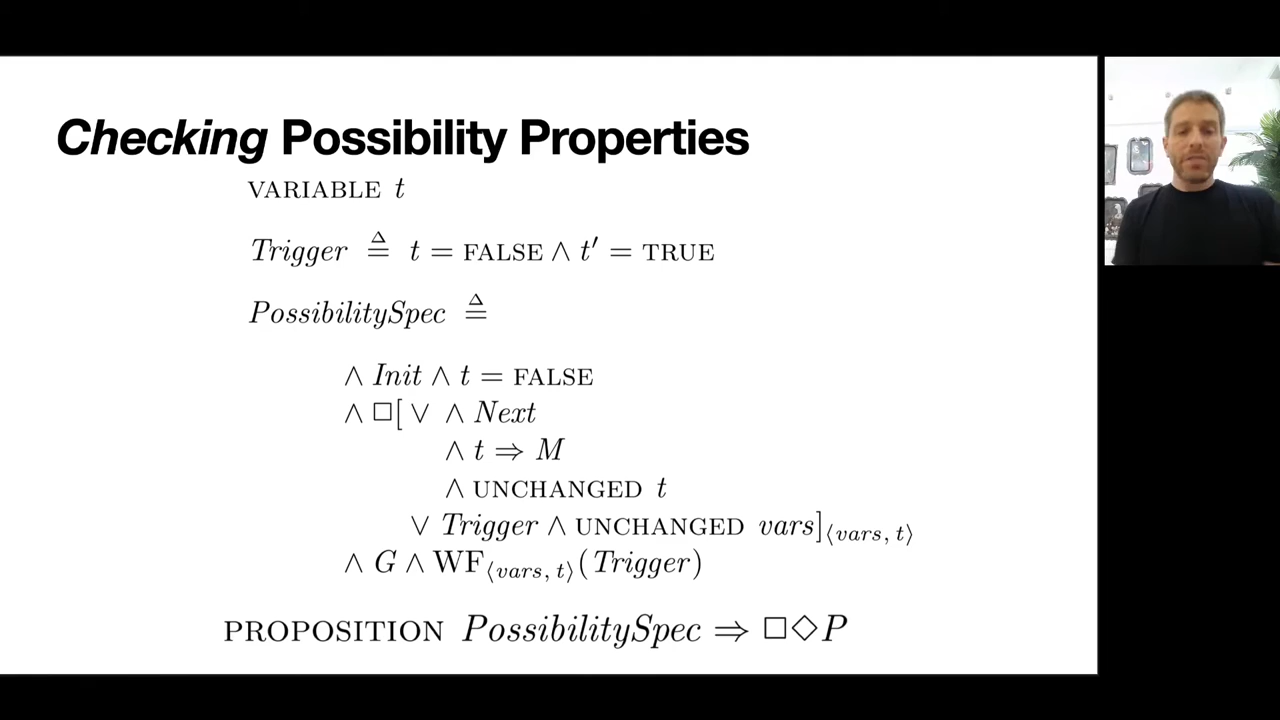 Checking Possibility Properties
VARIABLE t
Trigger ≜ t = FALSE ∧ t′ = TRUE
PossibilitySpec ≜
∧ Init ∧ t = FALSE
∧ □[ ∨ ∧ Next
∧ t ⇒ M
∧ UNCHANGED t
∨ Trigger ∧ UNCHANGED vars]⟨vars, t⟩
∧ G ∧ WF⟨vars, t⟩(Trigger)
PROPOSITION PossibilitySpec ⇒ □◇P